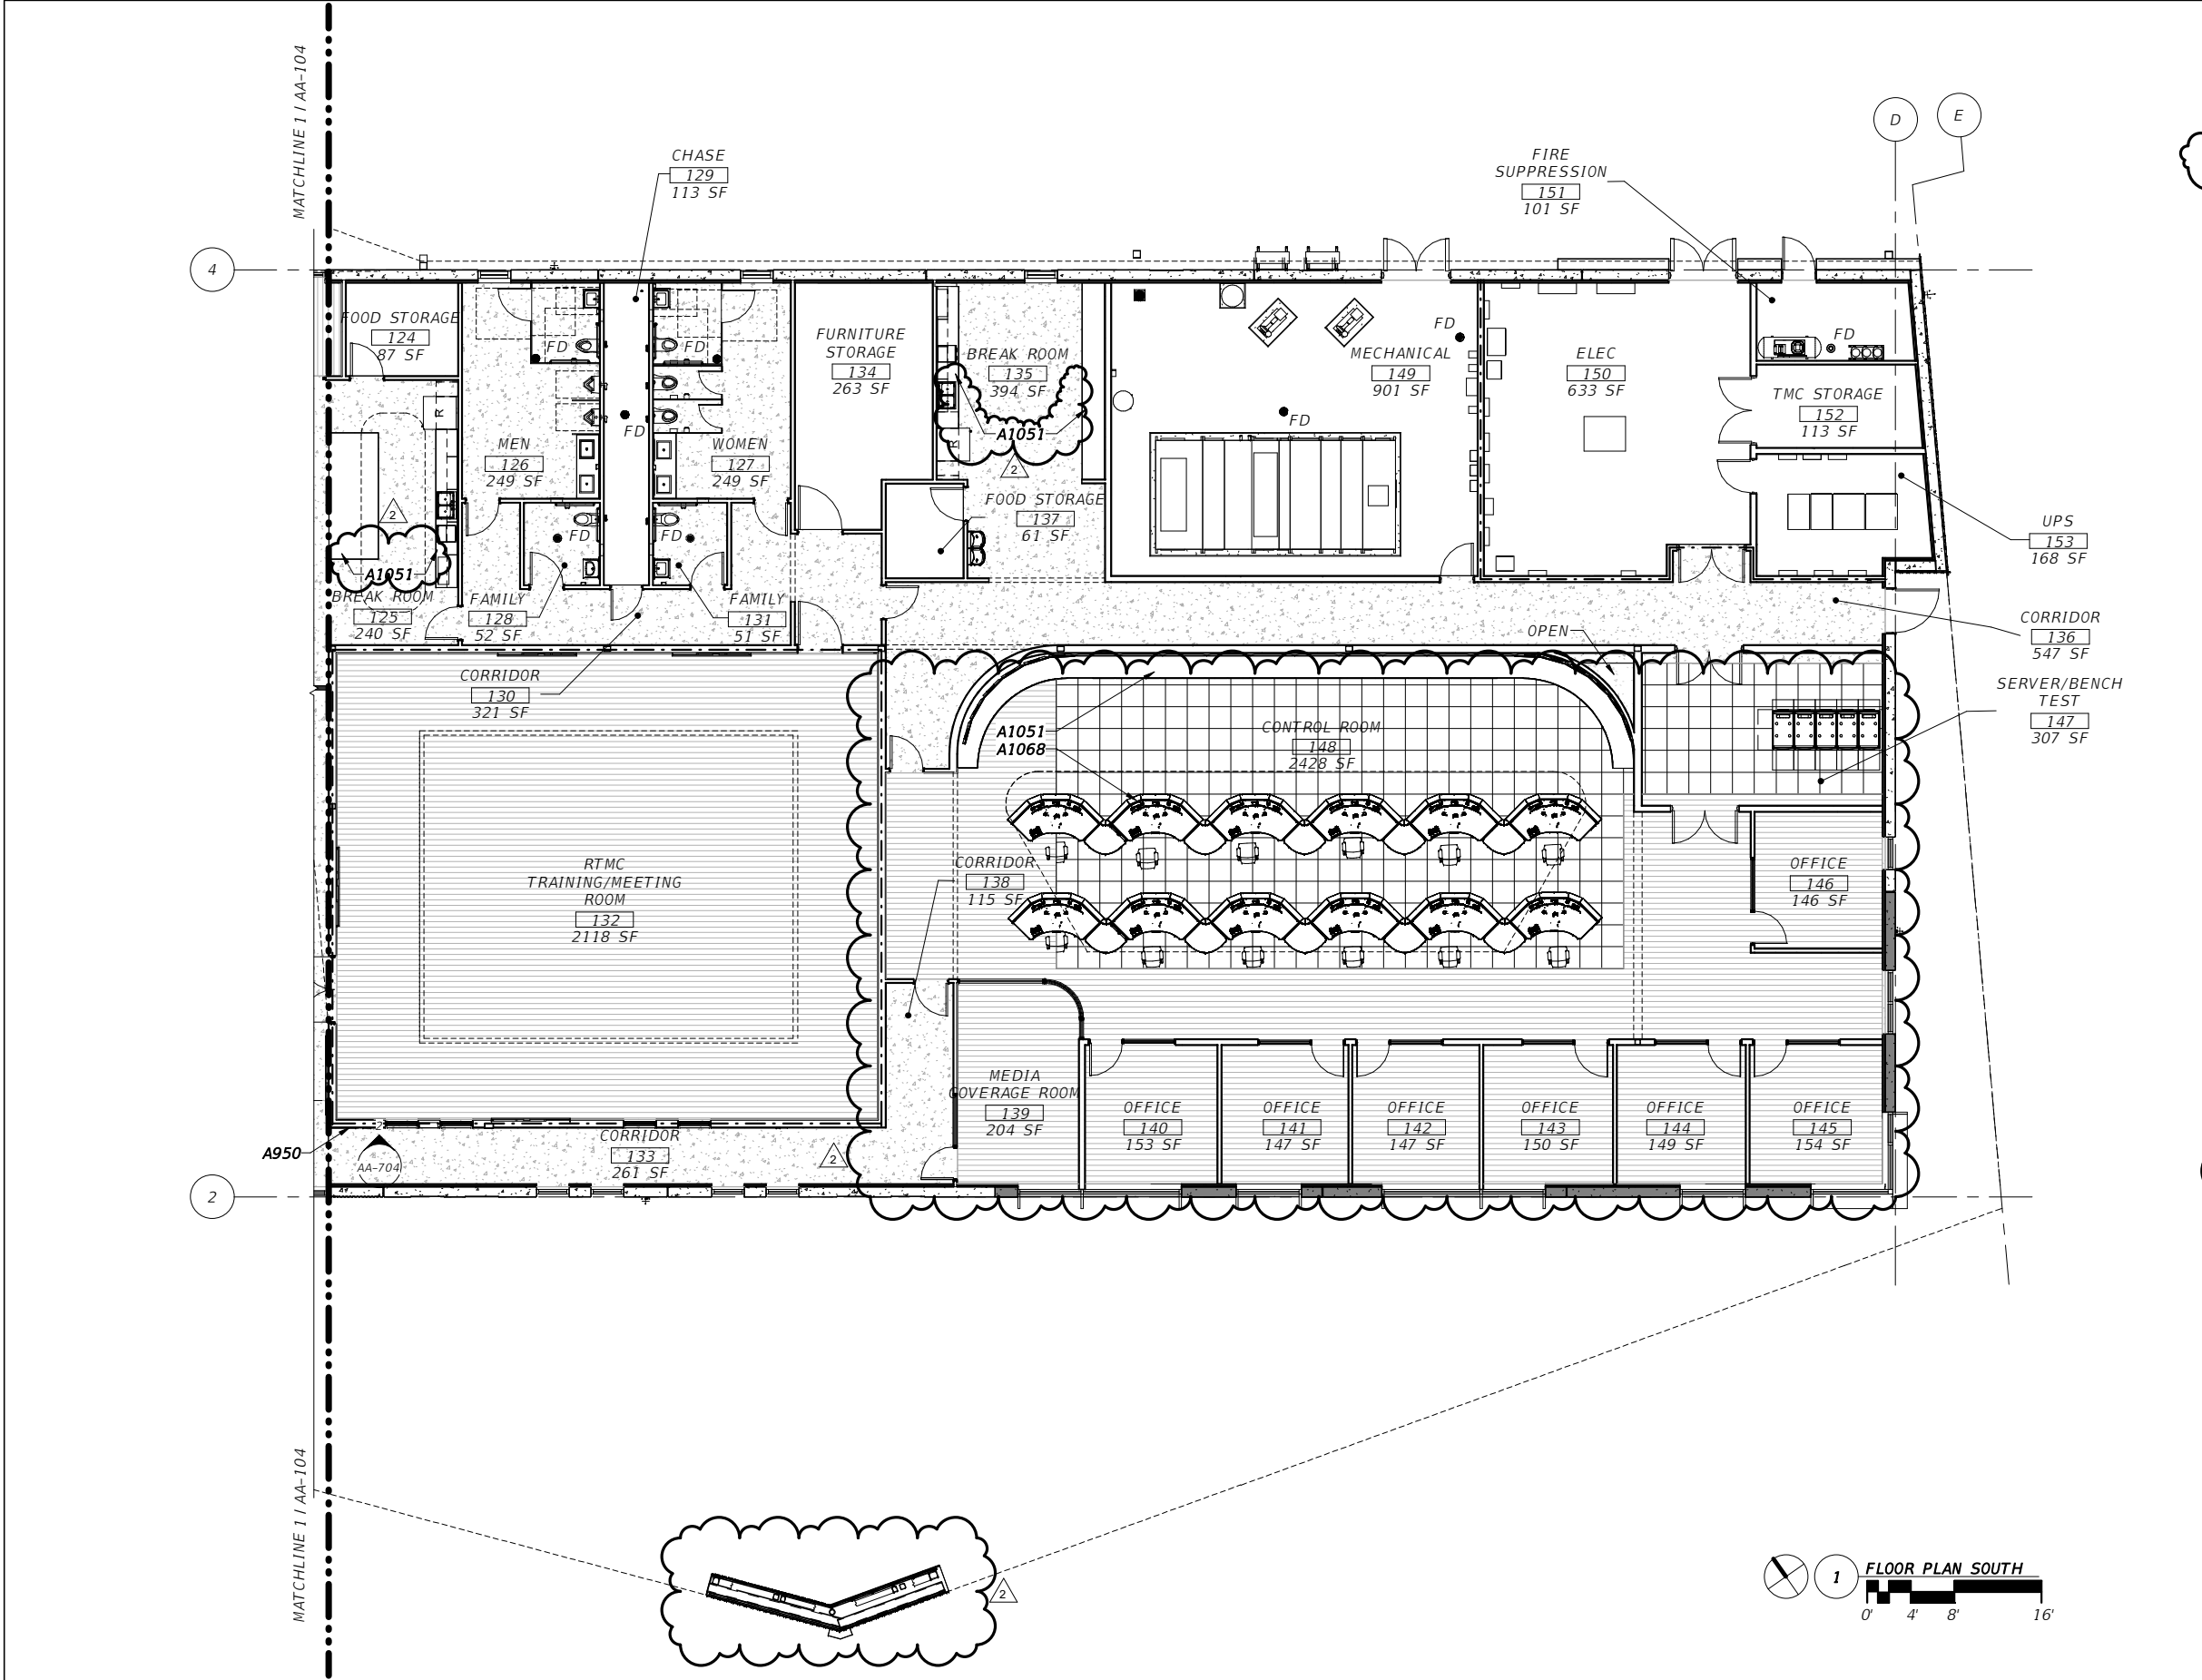 MATCHLINE 1 / AA-104
CHASE
129
113 SF
FIRE
SUPPRESSION
151
101 SF
D
E
4
FOOD STORAGE
124
87 SF
FD
FD
FURNITURE
STORAGE
134
263 SF
BREAK ROOM
135
394 SF
A1051
2
R
MECHANICAL
149
901 SF
FD
FD
ELEC
150
633 SF
FD
TMC STORAGE
152
113 SF
R
MEN
126
249 SF
FD
WOMEN
127
249 SF
FOOD STORAGE
137
61 SF
UPS
153
168 SF
2
A1051
BREAK ROOM
125
240 SF
FD
FD
FAMILY
128
52 SF
FAMILY
131
51 SF
OPEN
CORRIDOR
136
547 SF
CORRIDOR
130
321 SF
SERVER/BENCH
TEST
147
307 SF
A1051
A1068
CONTROL ROOM
148
2428 SF
RTMC
TRAINING/MEETING
ROOM
132
2118 SF
CORRIDOR
138
115 SF
OFFICE
146
146 SF
MEDIA
COVERAGE ROOM
139
204 SF
OFFICE
140
153 SF
OFFICE
141
147 SF
OFFICE
142
147 SF
OFFICE
143
150 SF
OFFICE
144
149 SF
OFFICE
145
154 SF
A950
2
AA-704
CORRIDOR
133
261 SF
2
2
MATCHLINE 1 / AA-104
2
1
FLOOR PLAN SOUTH
0' 4' 8' 16'